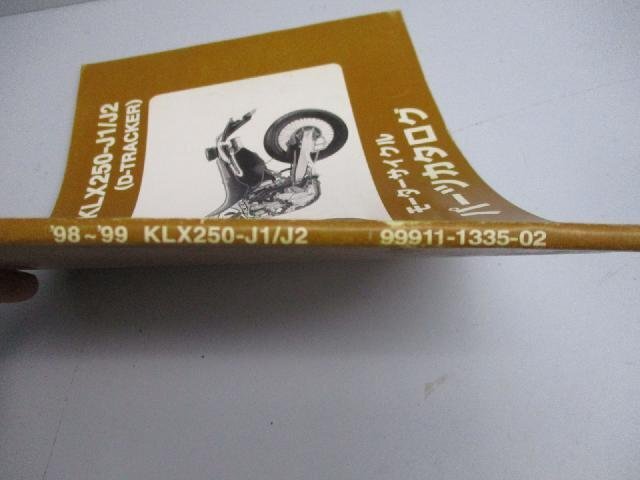 KLX250-J1/J2
(D-TRACKER)
モーターサイクル
パーツカタログ
'98~'99 KLX250-J1/J2 99911-1335-02